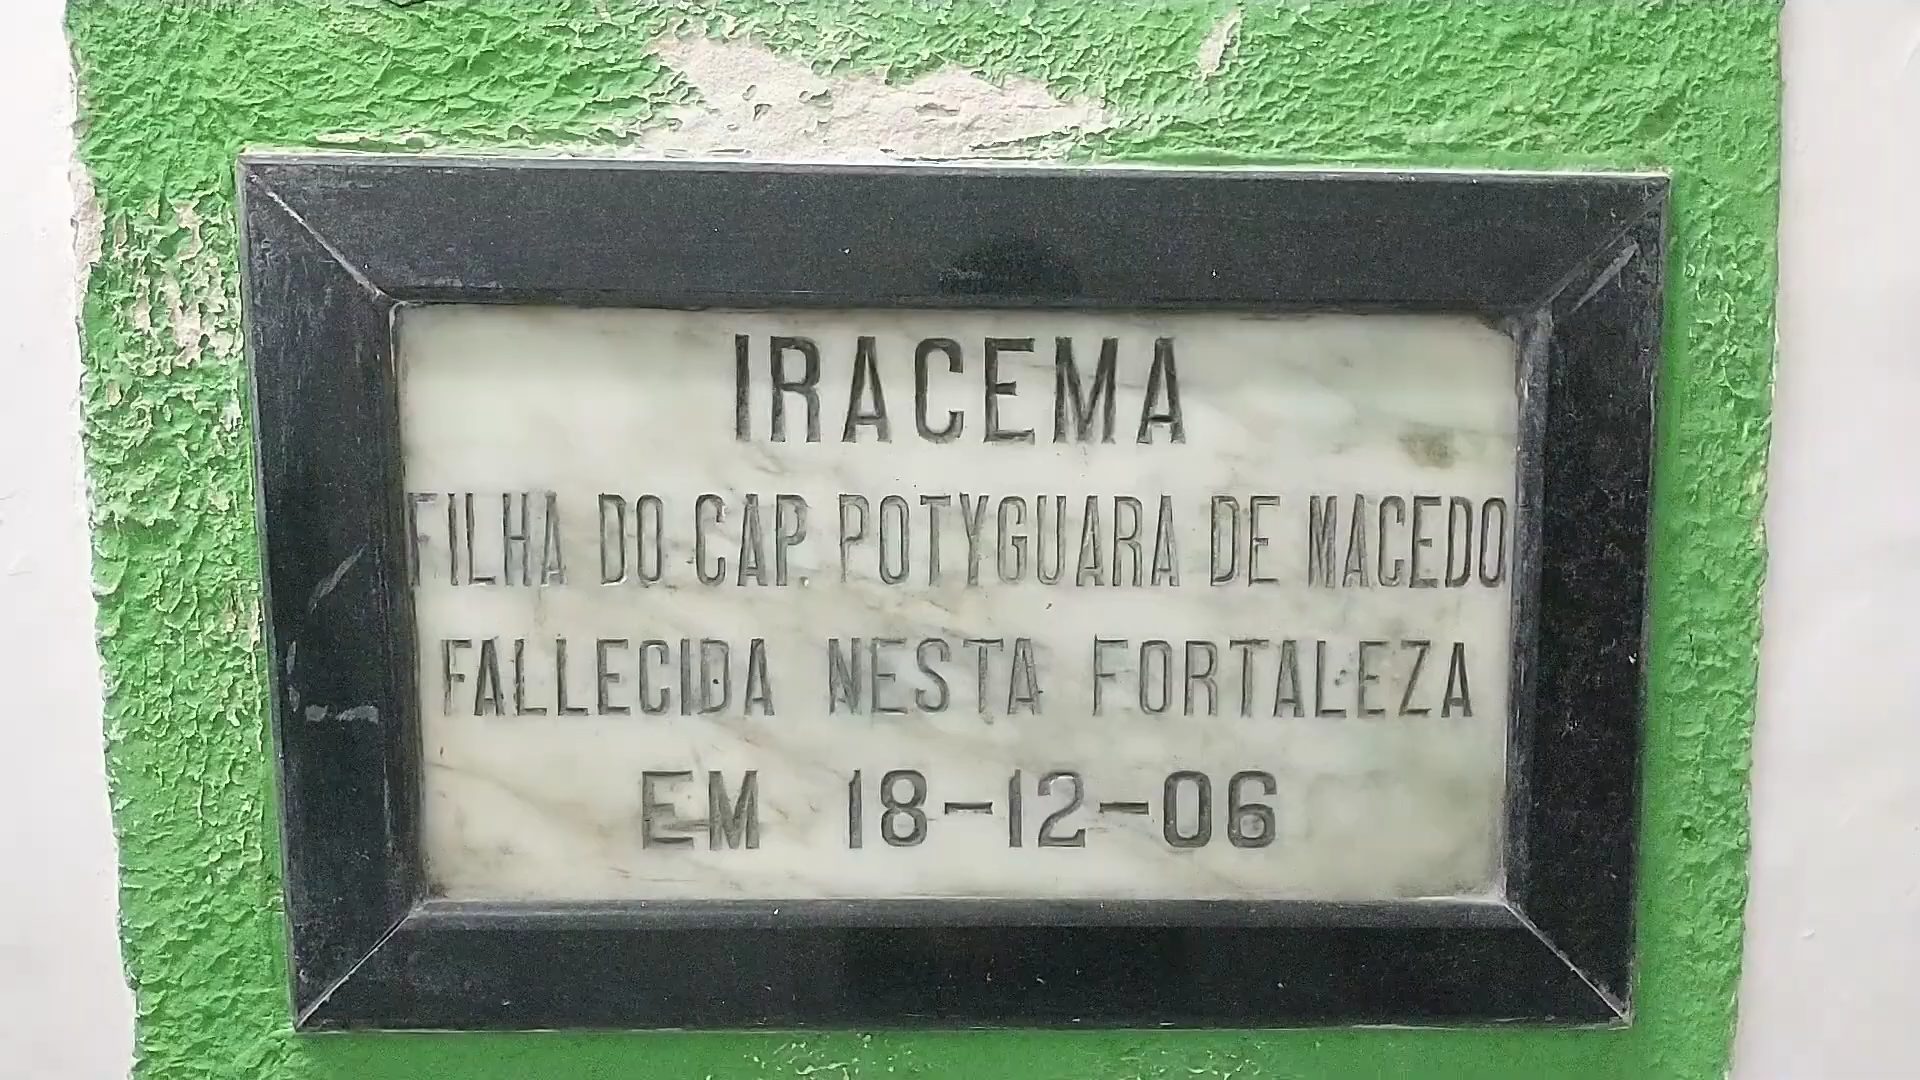 IRACEMA
FILHA DO CAP. POTYGUARA DE MACEDO
FALLECIDA NESTA FORTALEZA
EM 18-12-06